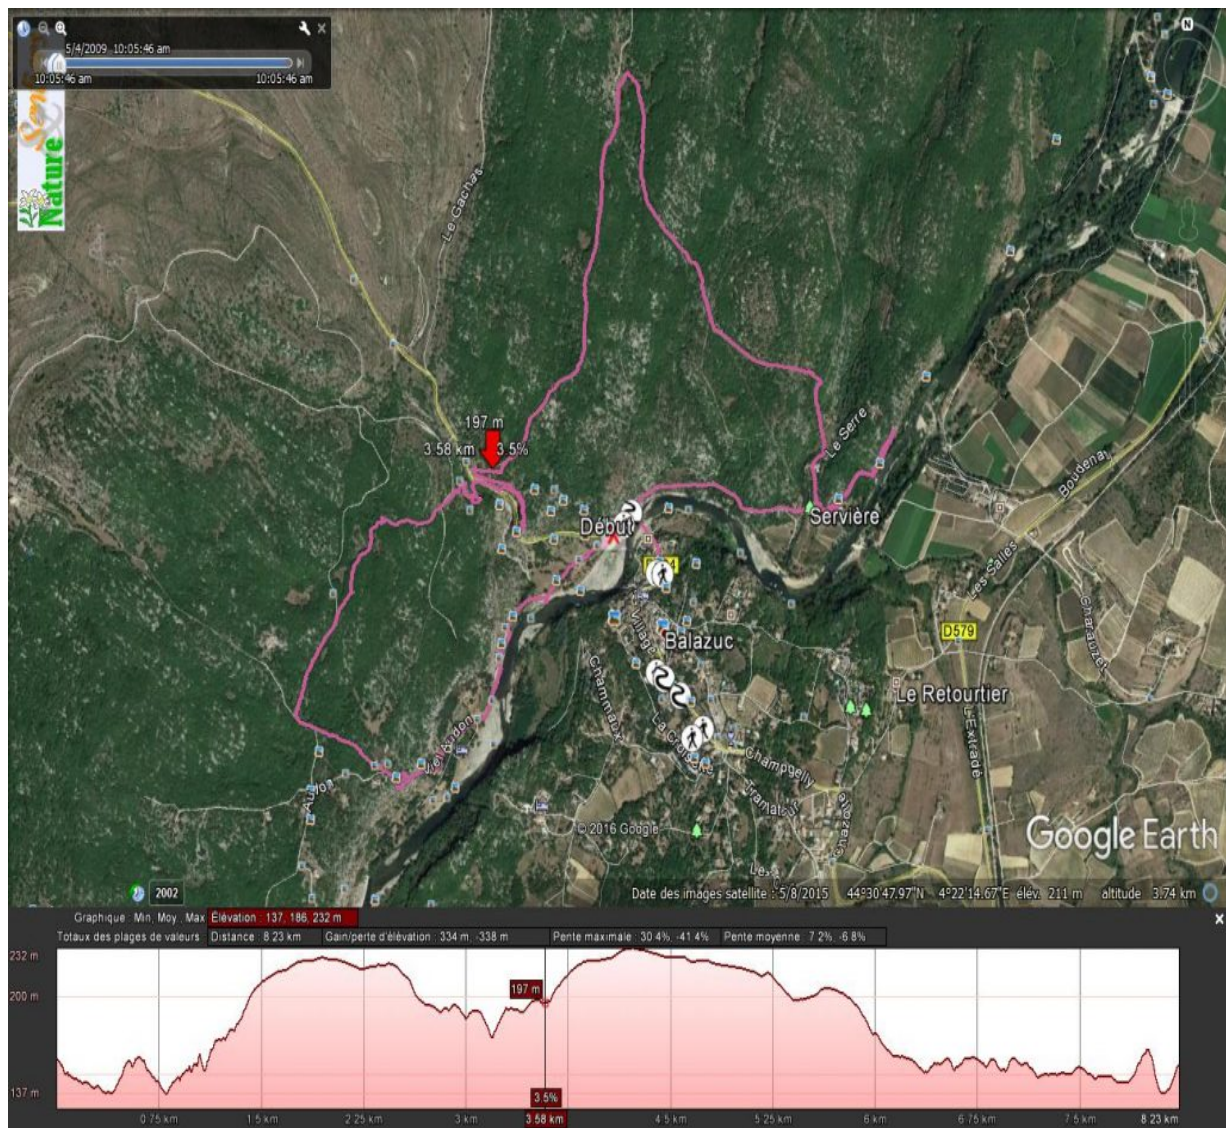 5/4/2009 10:05:46 am
10:05:46 am 10:05:46 am
Sens &
Nature
N
Le Gachas
197 m
3.58 km 3.5%
Le Serre
Boudena
Début
Servière
Les Salles
Charauzet
D579
Village
Balazuc
Le Retourtier
Chammaux
L'Extrade
La Croisette
Champgelly
Tramatour
Audon
© 2016 Google
Google Earth
2002
Date des images satellite : 5/8/2015 44°30'47.97"N 4°22'14.67"E élév. 211 m altitude 3.74 km
Graphique : Min, Moy., Max Élévation : 137, 186, 232 m
Totaux des plages de valeurs Distance : 8.23 km Gain/perte d'élévation : 334 m, -338 m Pente maximale : 30.4%, -41.4% Pente moyenne : 7.2%, -6.8%
232 m
197 m
200 m
137 m
3.5%
0.75 km 1.5 km 2.25 km 3 km 3.58 km 4.5 km 5.25 km 6 km 6.75 km 7.5 km 8.23 km